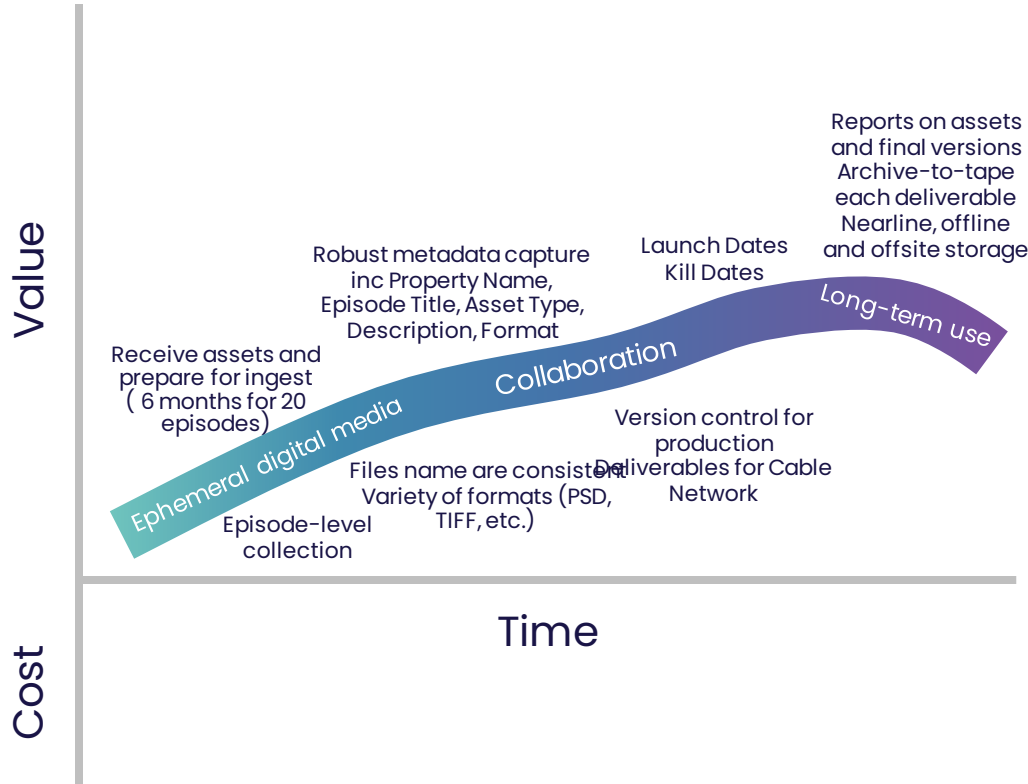 Value
Cost
Time
Receive assets and
prepare for ingest
( 6 months for 20
episodes)
Ephemeral digital media
Episode-level
collection
Robust metadata capture
inc Property Name,
Episode Title, Asset Type,
Description, Format
Files name are consistent
Variety of formats (PSD,
TIFF, etc.)
Collaboration
Launch Dates
Kill Dates
Version control for
production
Deliverables for Cable
Network
Reports on assets
and final versions
Archive-to-tape
each deliverable
Nearline, offline
and offsite storage
Long-term use